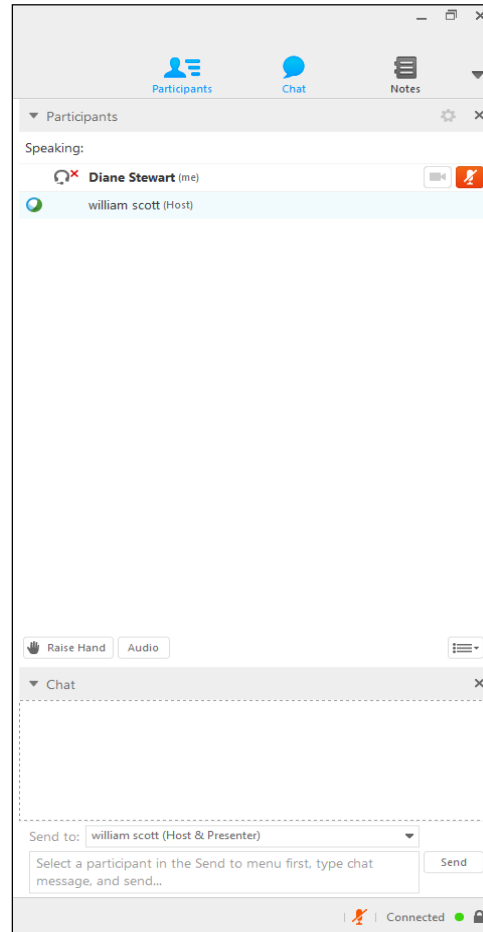 Participants
Chat
Notes
Participants
Speaking:
Diane Stewart (me)
william scott (Host)
Raise Hand
Audio
Chat
Send to: william scott (Host & Presenter)
Select a participant in the Send to menu first, type chat
message, and send...
Send
Connected